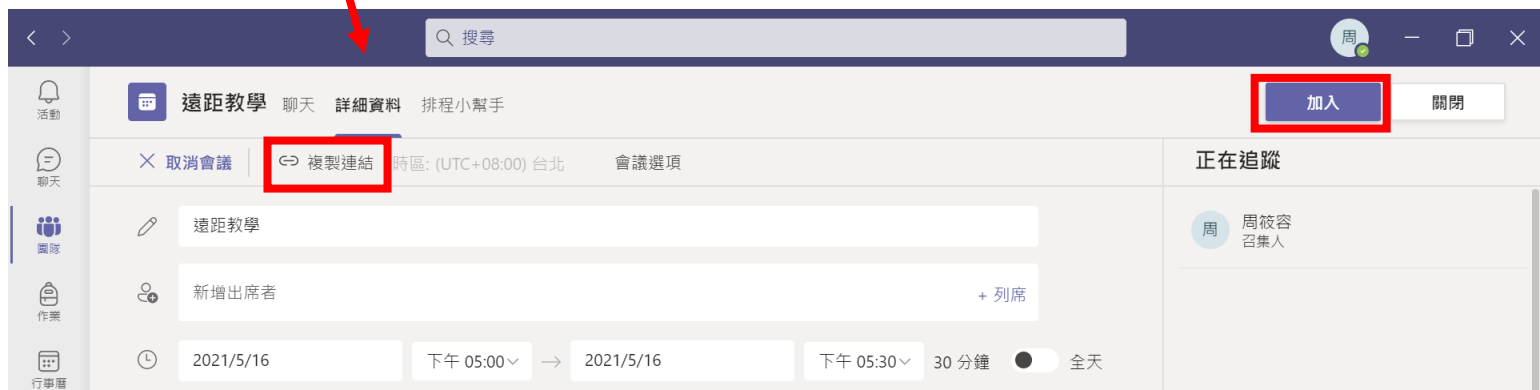 搜尋
周
活動
聊天
團隊
作業
行事曆
遠距教學 聊天 詳細資料 排程小幫手
加入 關閉
取消會議 複製連結 時區: (UTC+08:00) 台北 會議選項
遠距教學
新增出席者 + 列席
2021/5/16 下午 05:00 → 2021/5/16 下午 05:30 30 分鐘 全天
正在追蹤
周 周筱容
召集人